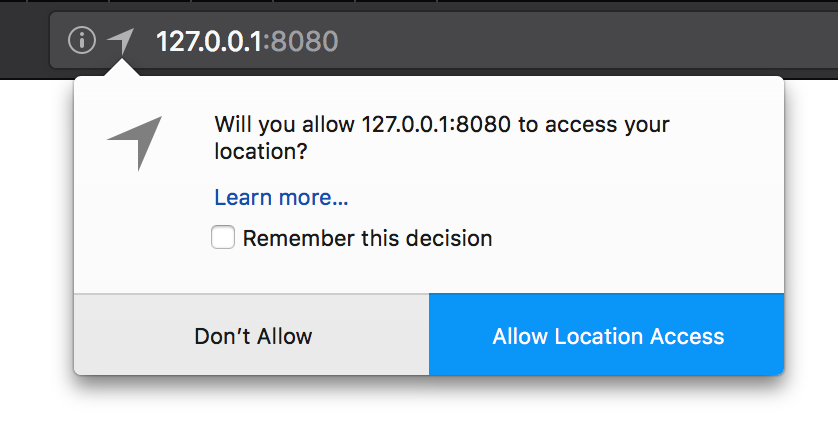 127.0.0.1:8080
Will you allow 127.0.0.1:8080 to access your
location?
Learn more...
Remember this decision
Don’t Allow
Allow Location Access